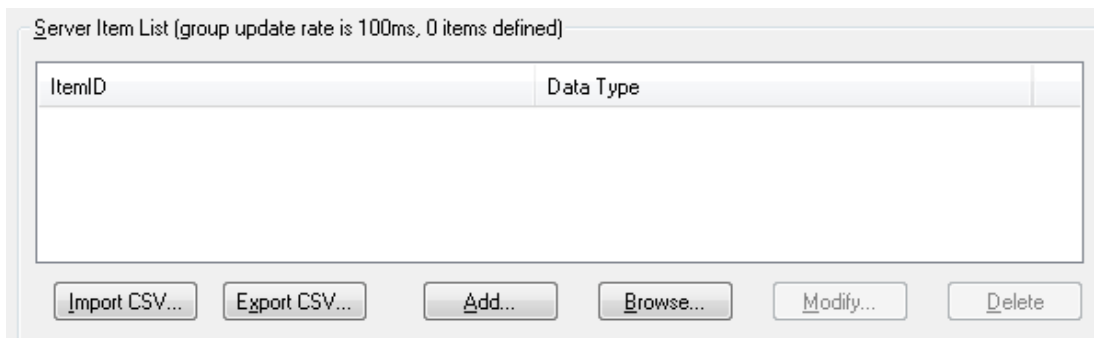 Server Item List (group update rate is 100ms, 0 items defined)
ItemID Data Type
Import CSV... Export CSV... Add... Browse... Modify... Delete